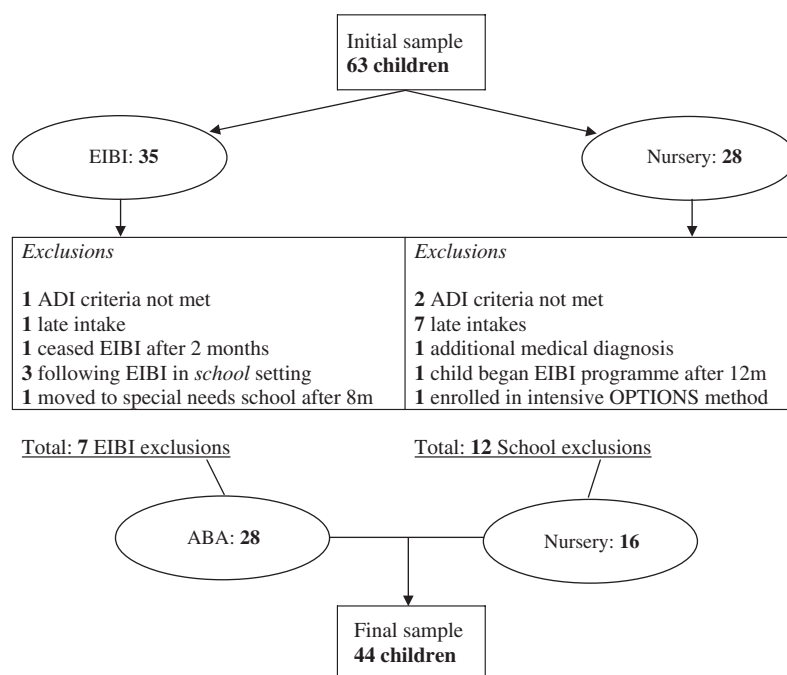 Initial sample
63 children
EIBI: 35
Nursery: 28
Exclusions
1 ADI criteria not met
1 late intake
1 ceased EIBI after 2 months
3 following EIBI in school setting
1 moved to special needs school after 8m
Exclusions
2 ADI criteria not met
7 late intakes
1 additional medical diagnosis
1 child began EIBI programme after 12m
1 enrolled in intensive OPTIONS method
Total: 7 EIBI exclusions
Total: 12 School exclusions
ABA: 28
Nursery: 16
Final sample
44 children